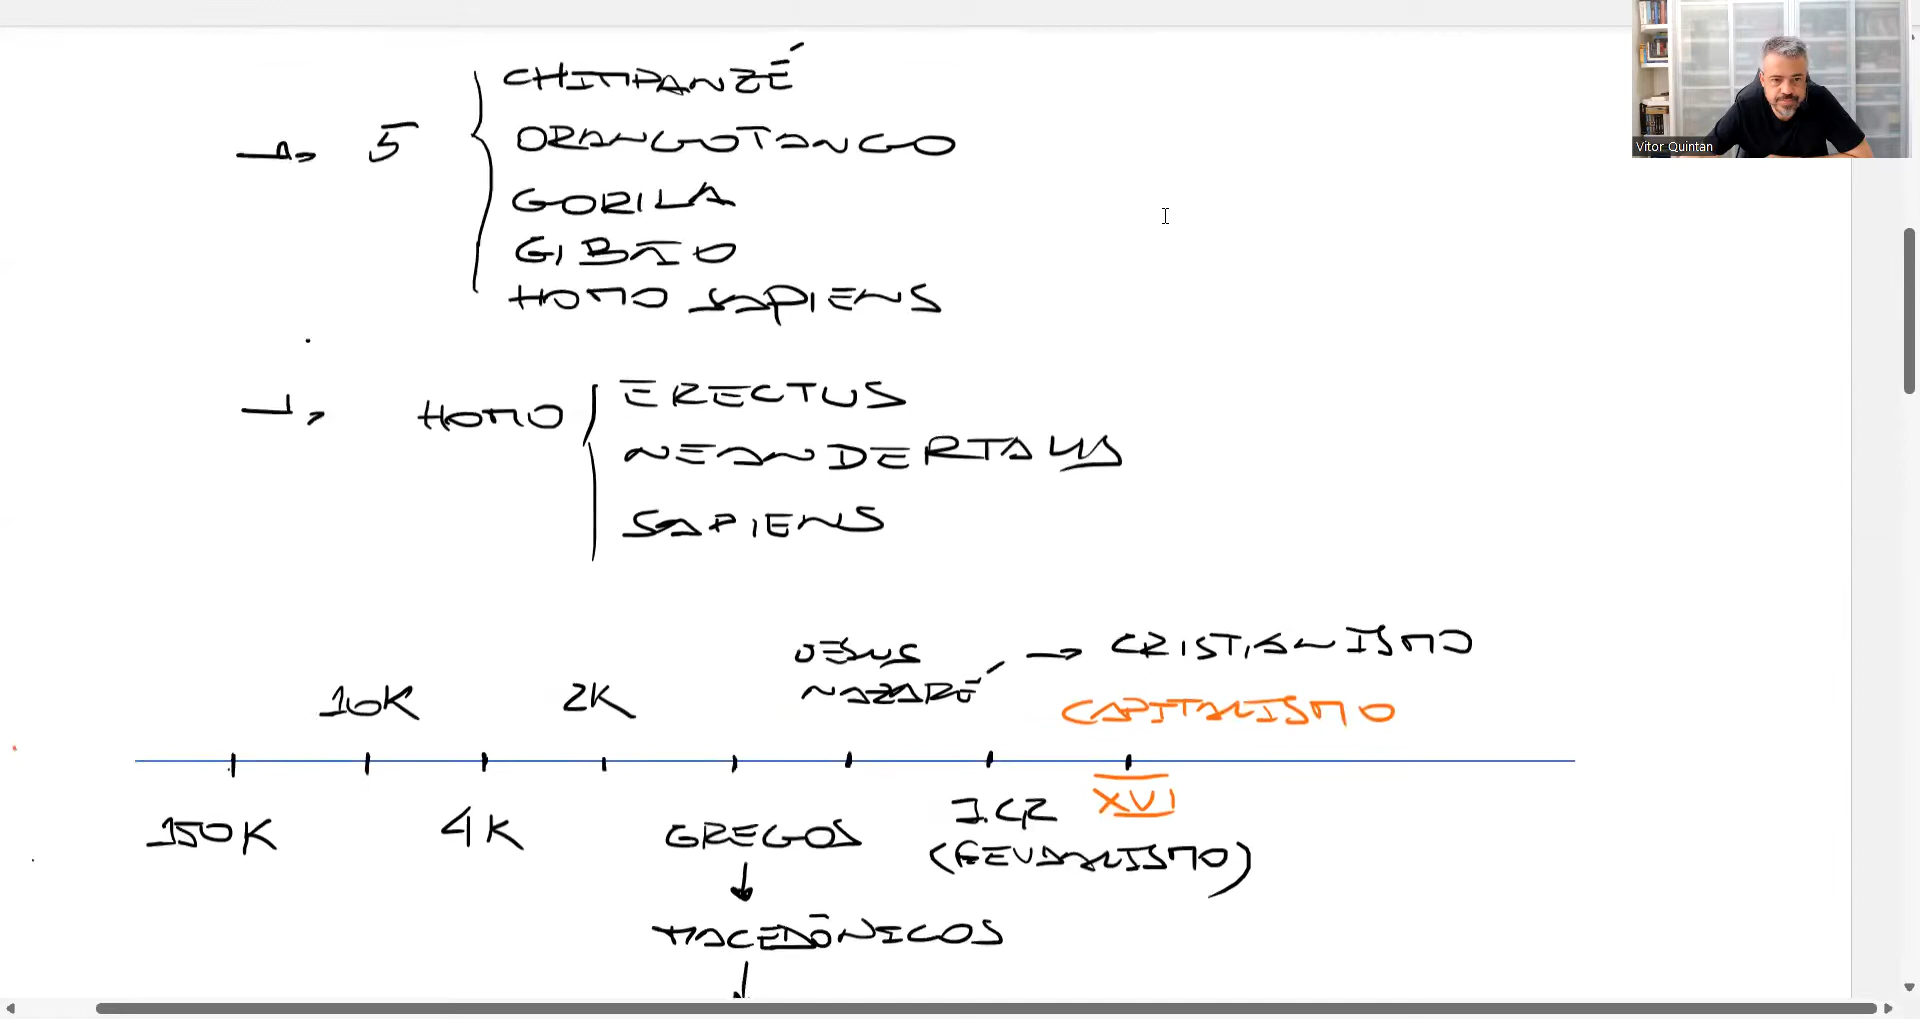 Vitor Quintan
CHIMPANZÉ
→ 5
ORANGOTANGO
GORILA
GIBÃO
HOMO SAPIENS
→ HOMO
ERECTUS
NEANDERTALIS
SAPIENS
JESUS
NAZARÉ → CRISTIANISMO
10K 2K CAPITALISMO
150K 4K GREGOS I.C.R XVI
(FEUDALISMO)
↓
MACEDÔNICOS
↓